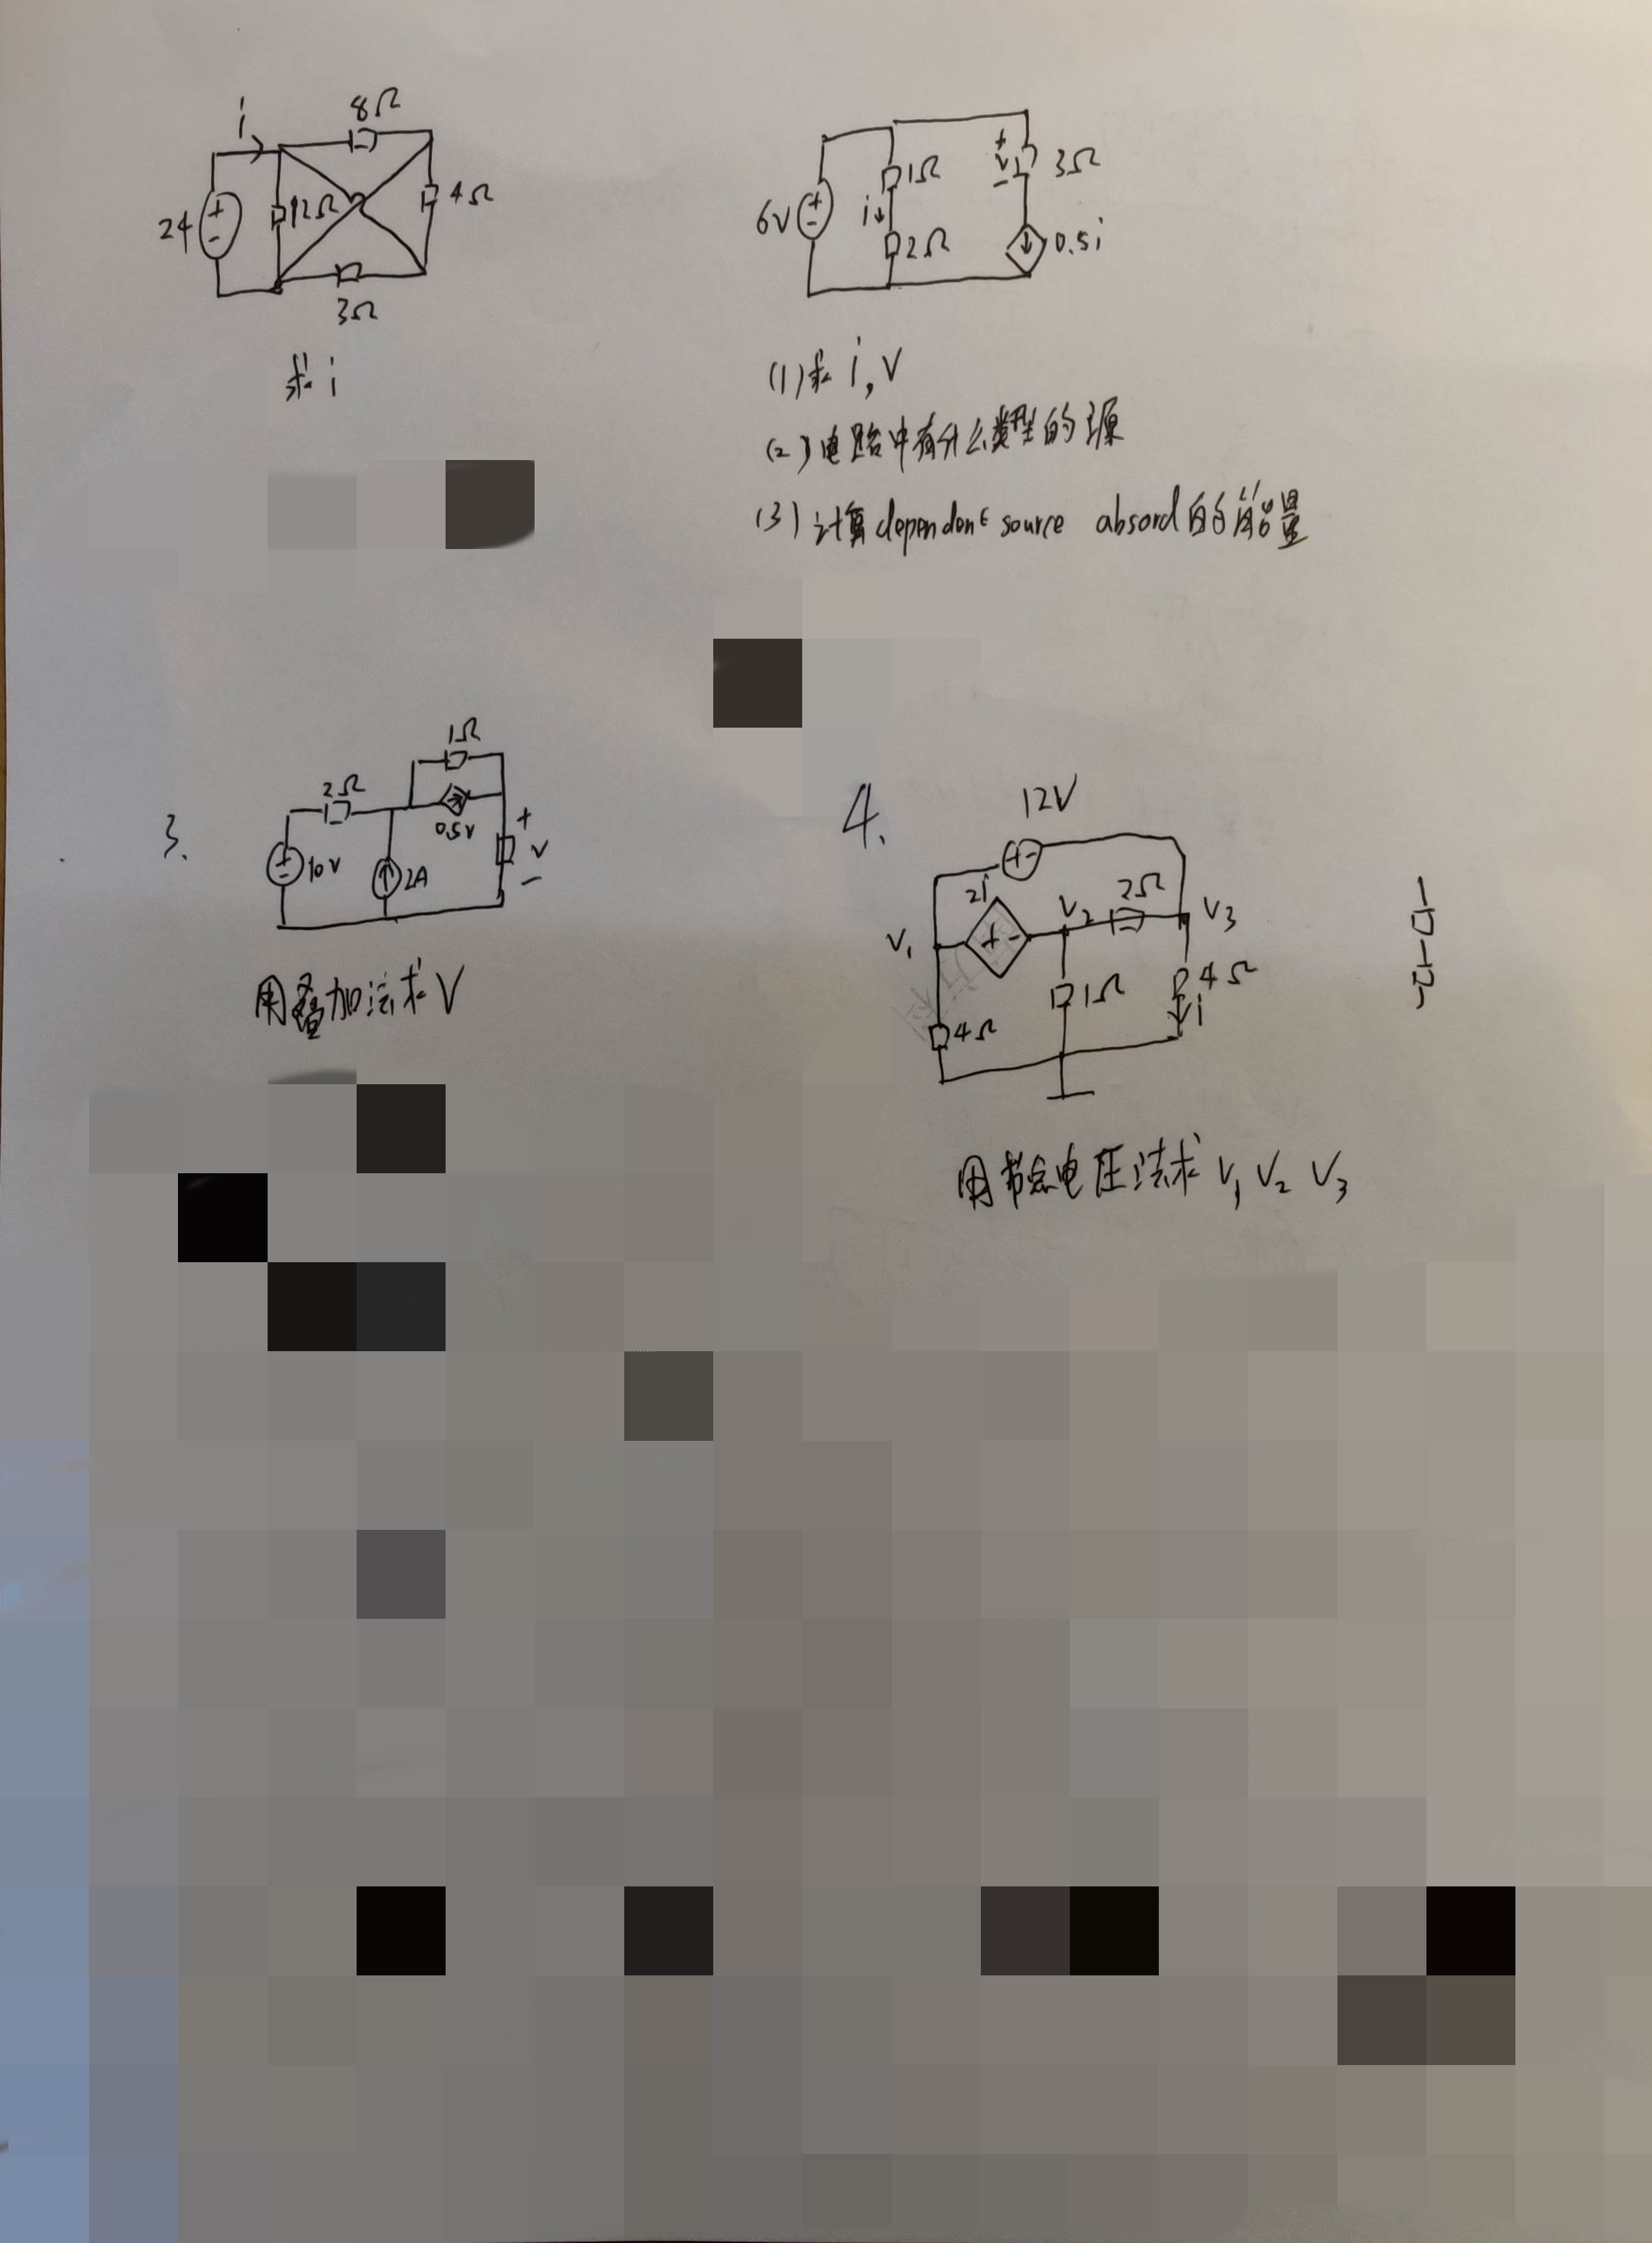 i
8Ω
24
12Ω
4Ω
3Ω
求 i
6V
1Ω
i
2Ω
+
V
-
3Ω
0.5i
(1) 求 i, V
(2) 电路中有什么类型的源
(3) 计算 dependent source absord 的能量
3.
2Ω
1Ω
0.5V
10V
2A
+
V
-
用叠加法求 V
4.
12V
2i
V1
V2
2Ω
V3
4Ω
1Ω
4Ω
i
用节点电压法求 V1 V2 V3